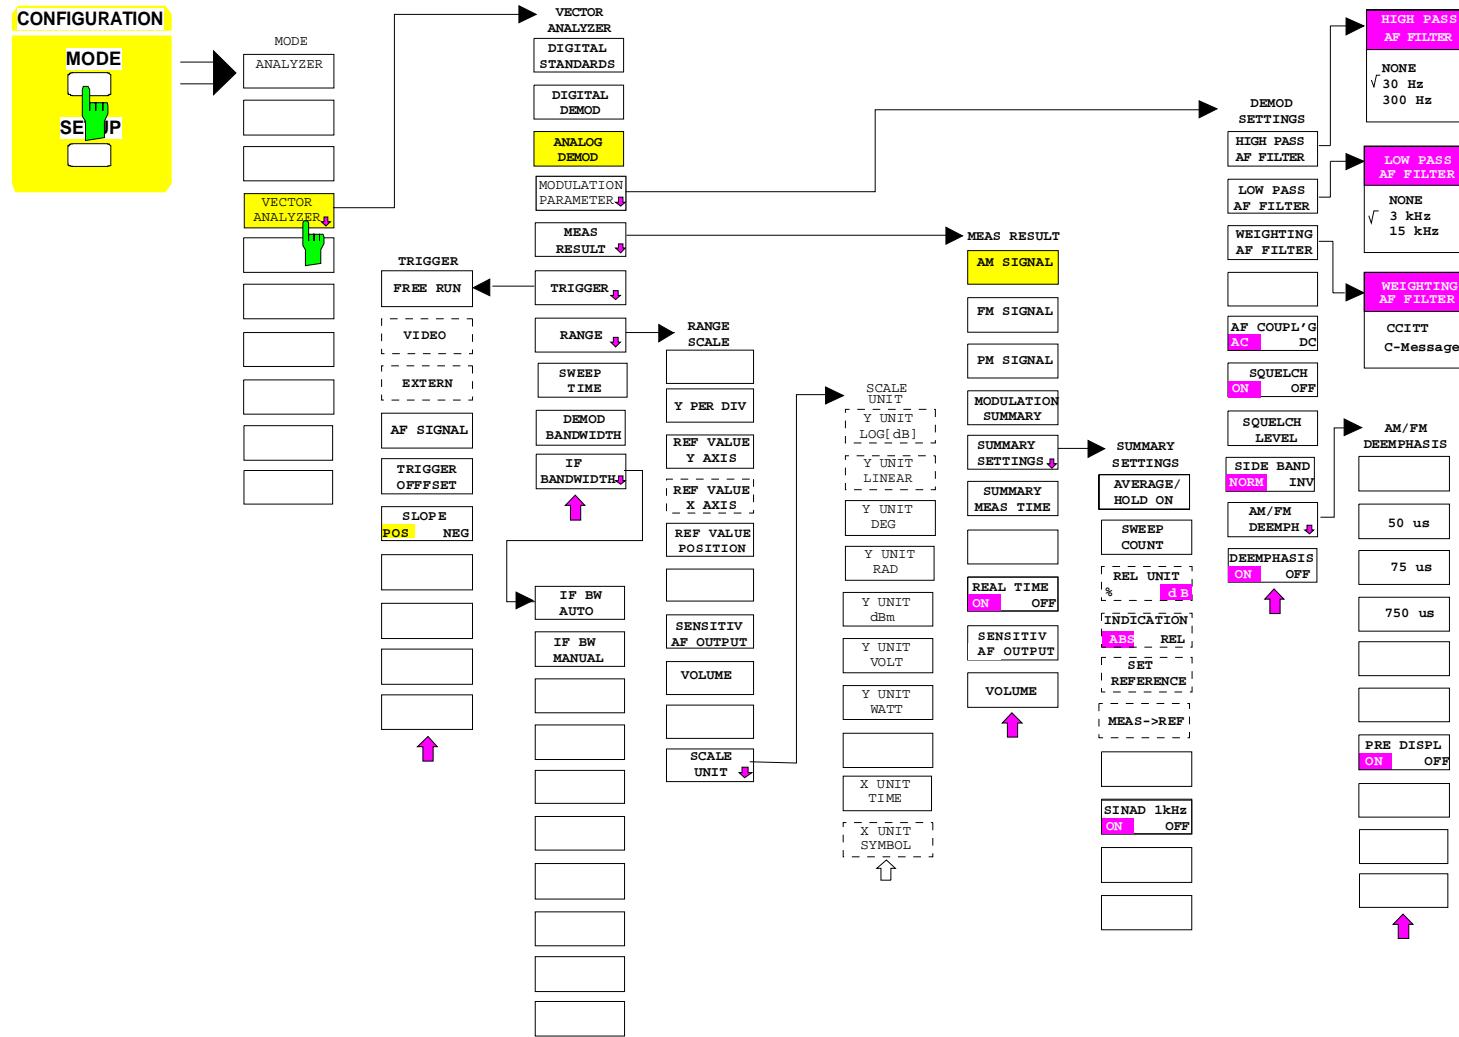 CONFIGURATION
MODE
SETUP
MODE
ANALYZER
VECTOR
ANALYZER
VECTOR
ANALYZER
DIGITAL
STANDARDS
DIGITAL
DEMOD
ANALOG
DEMOD
MODULATION
PARAMETER
MEAS
RESULT
TRIGGER
RANGE
SWEEP
TIME
DEMOD
BANDWIDTH
IF
BANDWIDTH
IF BW
AUTO
IF BW
MANUAL
TRIGGER
FREE RUN
VIDEO
EXTERN
AF SIGNAL
TRIGGER
OFFFSET
SLOPE
POS NEG
RANGE
SCALE
Y PER DIV
REF VALUE
Y AXIS
REF VALUE
X AXIS
REF VALUE
POSITION
SENSITIV
AF OUTPUT
VOLUME
SCALE
UNIT
SCALE
UNIT
Y UNIT
LOG[dB]
Y UNIT
LINEAR
Y UNIT
DEG
Y UNIT
RAD
Y UNIT
dBm
Y UNIT
VOLT
Y UNIT
WATT
X UNIT
TIME
X UNIT
SYMBOL
MEAS RESULT
AM SIGNAL
FM SIGNAL
PM SIGNAL
MODULATION
SUMMARY
SUMMARY
SETTINGS
SUMMARY
MEAS TIME
REAL TIME
ON OFF
SENSITIV
AF OUTPUT
VOLUME
SUMMARY
SETTINGS
AVERAGE/
HOLD ON
SWEEP
COUNT
REL UNIT
% dB
INDICATION
ABS REL
SET
REFERENCE
MEAS->REF
SINAD 1kHz
ON OFF
DEMOD
SETTINGS
HIGH PASS
AF FILTER
LOW PASS
AF FILTER
WEIGHTING
AF FILTER
AF COUPL'G
AC DC
SQUELCH
ON OFF
SQUELCH
LEVEL
SIDE BAND
NORM INV
AM/FM
DEEMPH
DEEMPHASIS
ON OFF
HIGH PASS
AF FILTER
NONE
√ 30 Hz
300 Hz
LOW PASS
AF FILTER
NONE
√ 3 kHz
15 kHz
WEIGHTING
AF FILTER
CCITT
C-Message
AM/FM
DEEMPHASIS
50 us
75 us
750 us
PRE DISPL
ON OFF